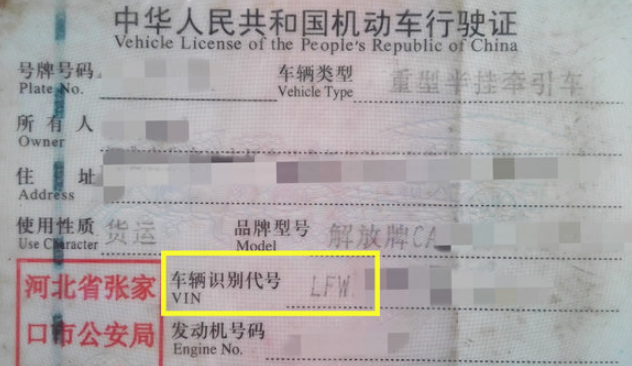 中华人民共和国机动车行驶证
Vehicle License of the People's Republic of China
号牌号码 车辆类型 重型半挂牵引车
Plate No. Vehicle Type
所有人
Owner
住址
Address
使用性质 货运 品牌型号 解放牌CA
Use Character Model
河北省张家 车辆识别代号 LFW
VIN
口市公安局 发动机号码
Engine No.